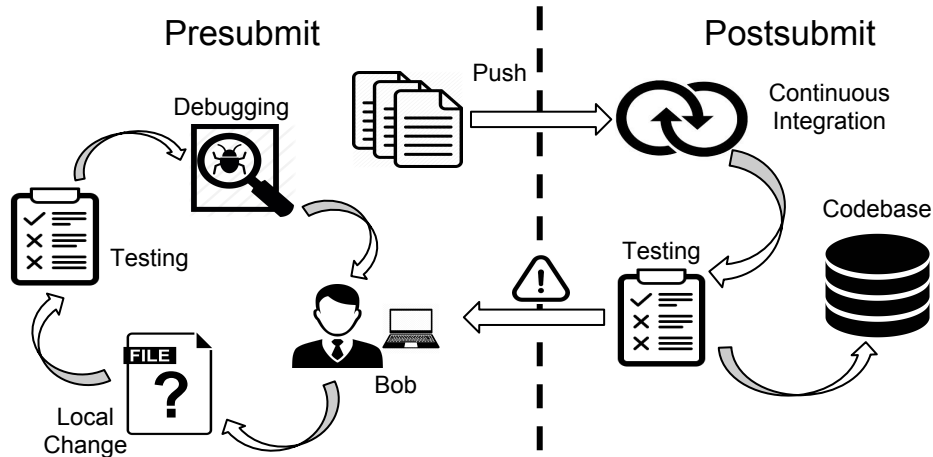 Presubmit
Postsubmit
Push
Debugging
Continuous
Integration
Testing
Codebase
Testing
FILE
?
Bob
Local
Change
!